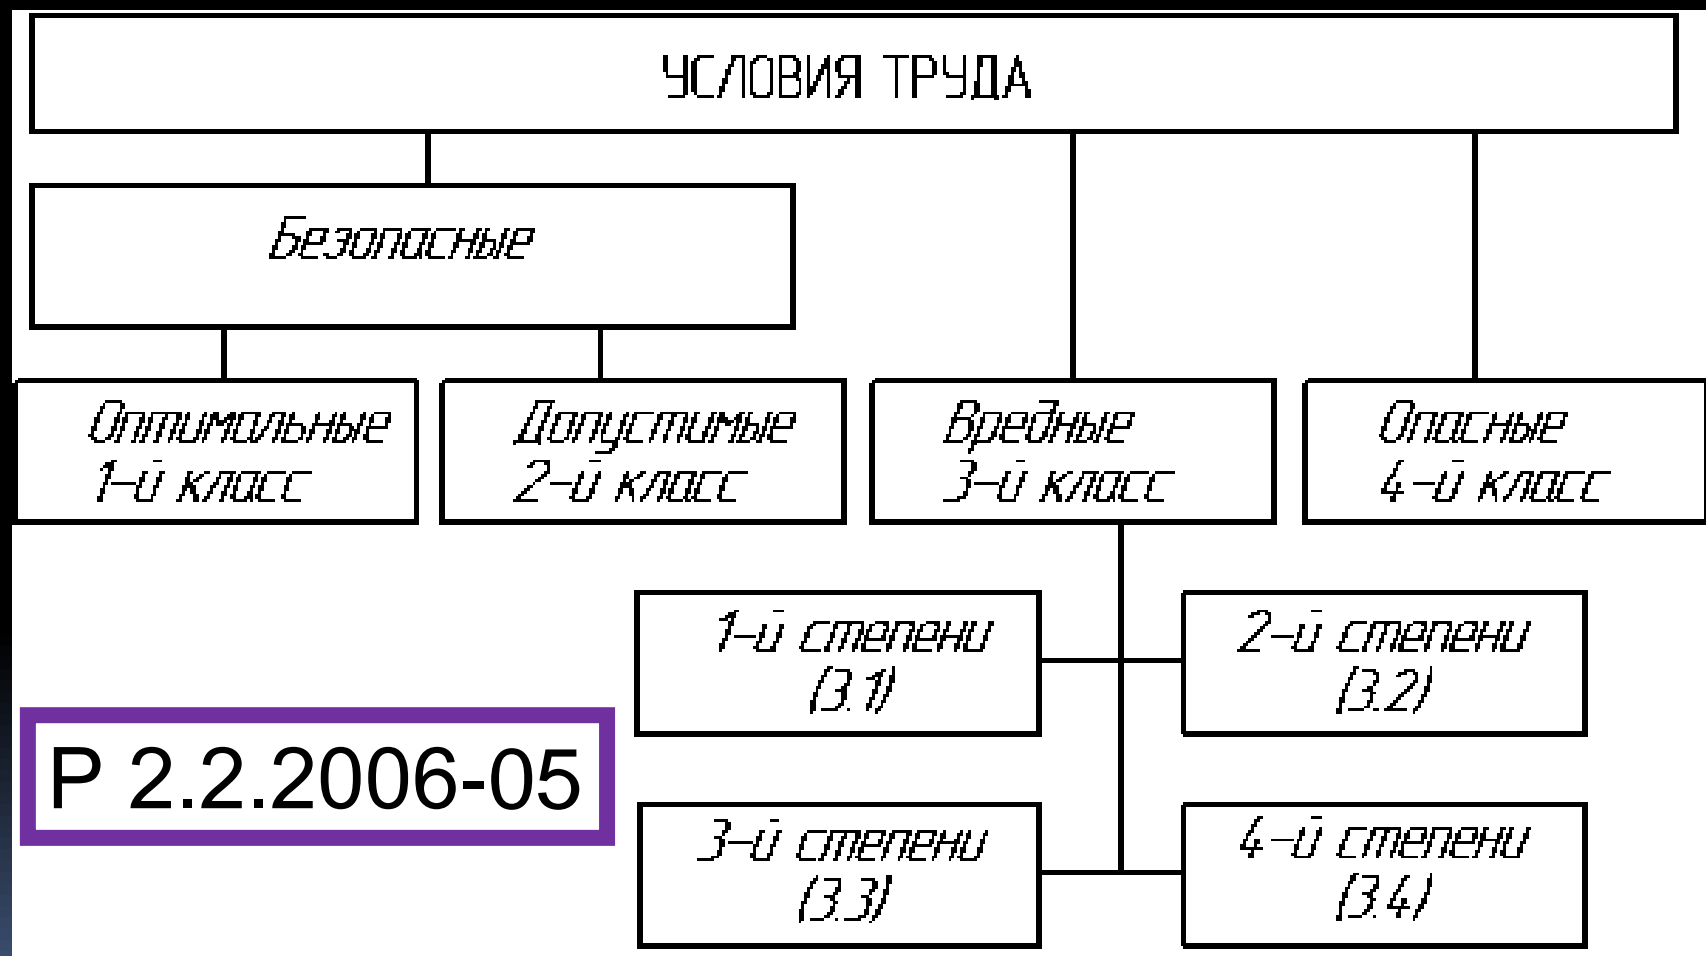 УСЛОВИЯ ТРУДА
Безопасные
Оптимальные
1-й класс
Допустимые
2-й класс
Вредные
3-й класс
Опасные
4-й класс
1-й степени
(3.1)
2-й степени
(3.2)
Р 2.2.2006-05
3-й степени
(3.3)
4-й степени
(3.4)